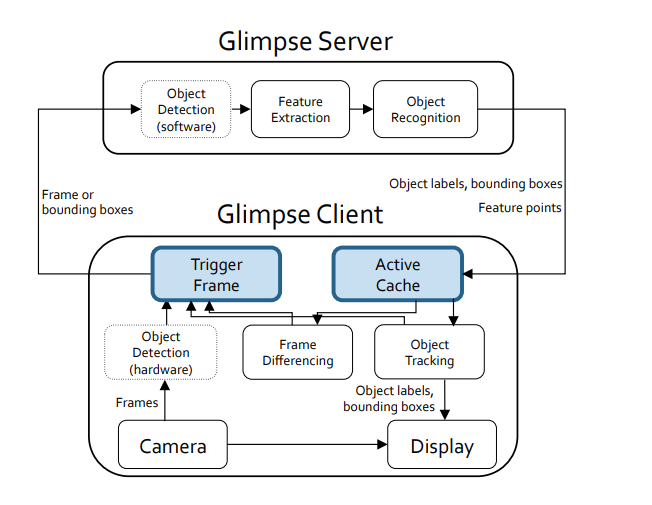 Glimpse Server
Object
Detection
(software)
Feature
Extraction
Object
Recognition
Frame or
bounding boxes
Object labels, bounding boxes
Feature points
Glimpse Client
Trigger
Frame
Active
Cache
Object
Detection
(hardware)
Frame
Differencing
Object
Tracking
Frames
Object labels,
bounding boxes
Camera
Display